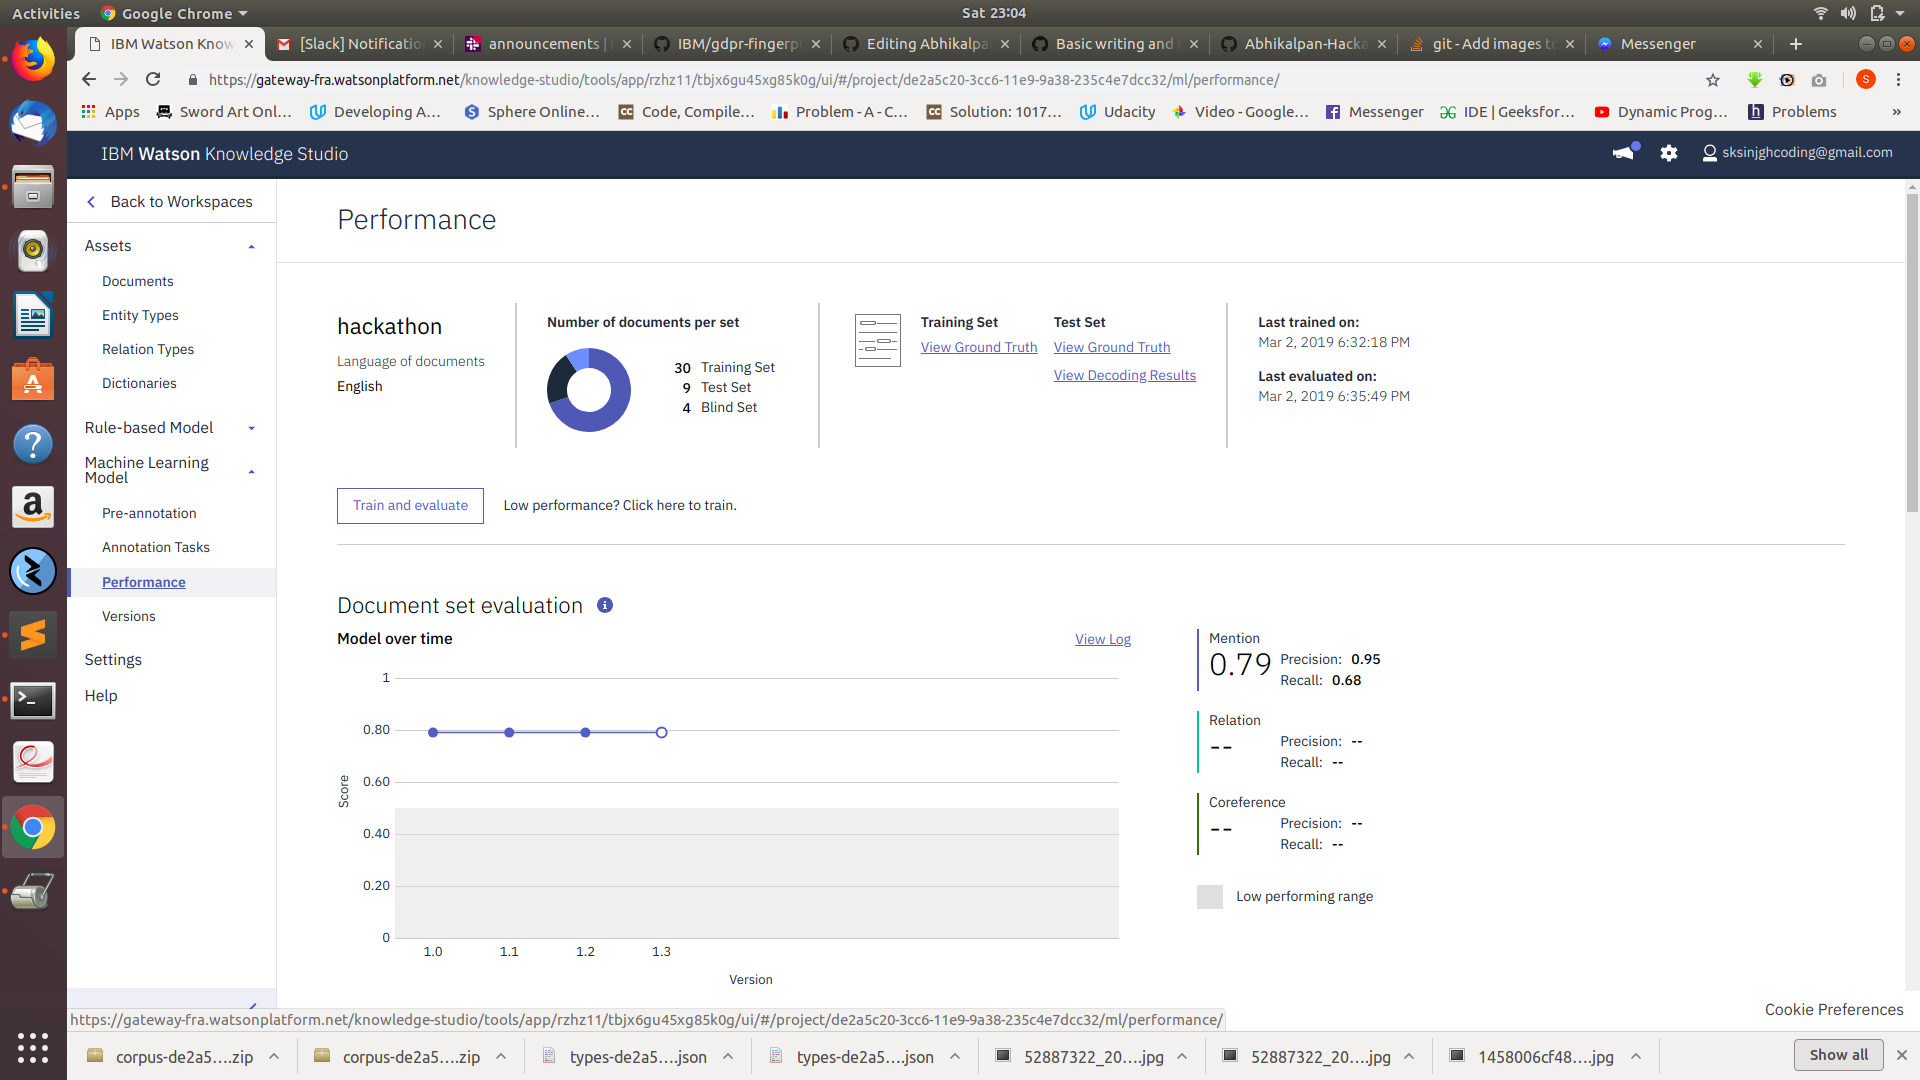 Activities
Google Chrome
Sat 23:04
IBM Watson Know
[Slack] Notificatio
announcements |
IBM/gdpr-fingerp
Editing Abhikalpa
Basic writing and
Abhikalpan-Hacka
git - Add images to
Messenger
https://gateway-fra.watsonplatform.net/knowledge-studio/tools/app/rzhz11/tbjx6gu45xg85k0g/ui/#/project/de2a5c20-3cc6-11e9-9a38-235c4e7dcc32/ml/performance/
S
Apps
Sword Art Onl...
Developing A...
Sphere Online...
Code, Compile...
Problem - A - C...
Solution: 1017...
Udacity
Video - Google...
Messenger
IDE | Geeksfor...
Dynamic Prog...
Problems
»
IBM Watson Knowledge Studio
sksinjghcoding@gmail.com
Back to Workspaces
Assets
Documents
Entity Types
Relation Types
Dictionaries
Rule-based Model
Machine Learning
Model
Pre-annotation
Annotation Tasks
Performance
Versions
Settings
Help
Performance
hackathon
Language of documents
English
Number of documents per set
30 Training Set
9 Test Set
4 Blind Set
Training Set
View Ground Truth
Test Set
View Ground Truth
View Decoding Results
Last trained on:
Mar 2, 2019 6:32:18 PM
Last evaluated on:
Mar 2, 2019 6:35:49 PM
Train and evaluate
Low performance? Click here to train.
Document set evaluation
Model over time
View Log
1
0.80
0.60
0.40
0.20
0
Score
1.0 1.1 1.2 1.3
Version
Mention
0.79
Precision: 0.95
Recall: 0.68
Relation
--
Precision: --
Recall: --
Coreference
--
Precision: --
Recall: --
Low performing range
Cookie Preferences
https://gateway-fra.watsonplatform.net/knowledge-studio/tools/app/rzhz11/tbjx6gu45xg85k0g/ui/#/project/de2a5c20-3cc6-11e9-9a38-235c4e7dcc32/ml/performance/
corpus-de2a5....zip
corpus-de2a5....zip
types-de2a5....json
types-de2a5....json
52887322_20....jpg
52887322_20....jpg
1458006cf48....jpg
Show all